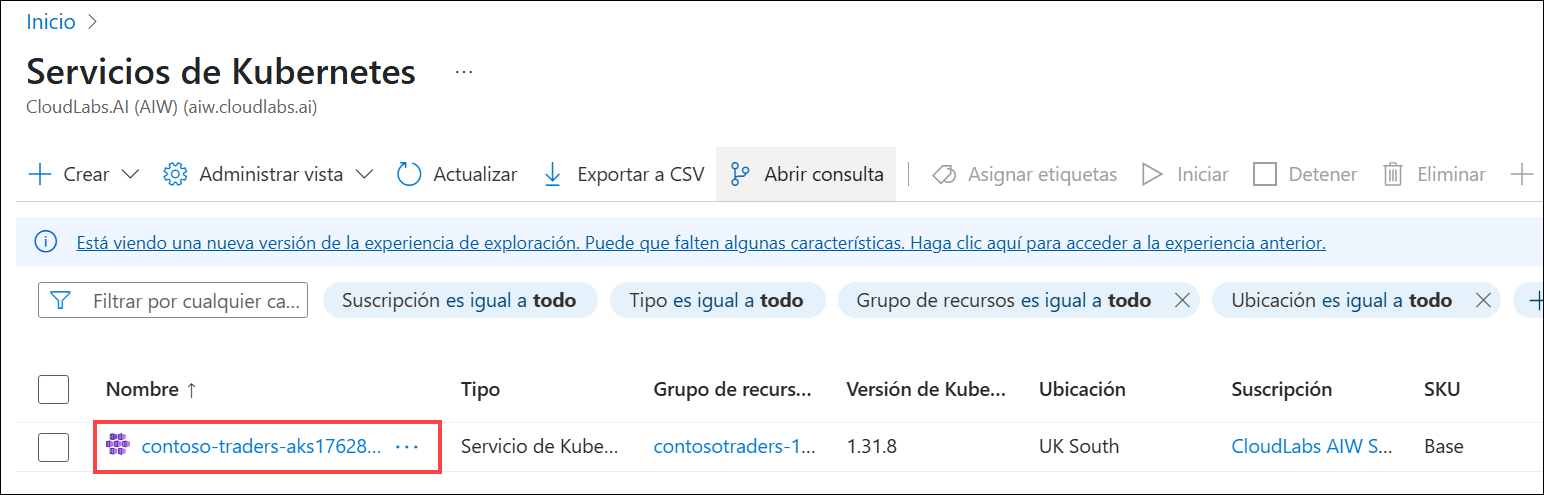 Inicio >
Servicios de Kubernetes ...
CloudLabs.AI (AIW) (aiw.cloudlabs.ai)
Crear Administrar vista Actualizar Exportar a CSV Abrir consulta Asignar etiquetas Iniciar Detener Eliminar
Está viendo una nueva versión de la experiencia de exploración. Puede que falten algunas características. Haga clic aquí para acceder a la experiencia anterior.
Filtrar por cualquier ca... Suscripción es igual a todo Tipo es igual a todo Grupo de recursos es igual a todo Ubicación es igual a todo
Nombre ↑ Tipo Grupo de recurs... Versión de Kube... Ubicación Suscripción SKU
contoso-traders-aks17628... ... Servicio de Kube... contosotraders-1... 1.31.8 UK South CloudLabs AIW S... Base